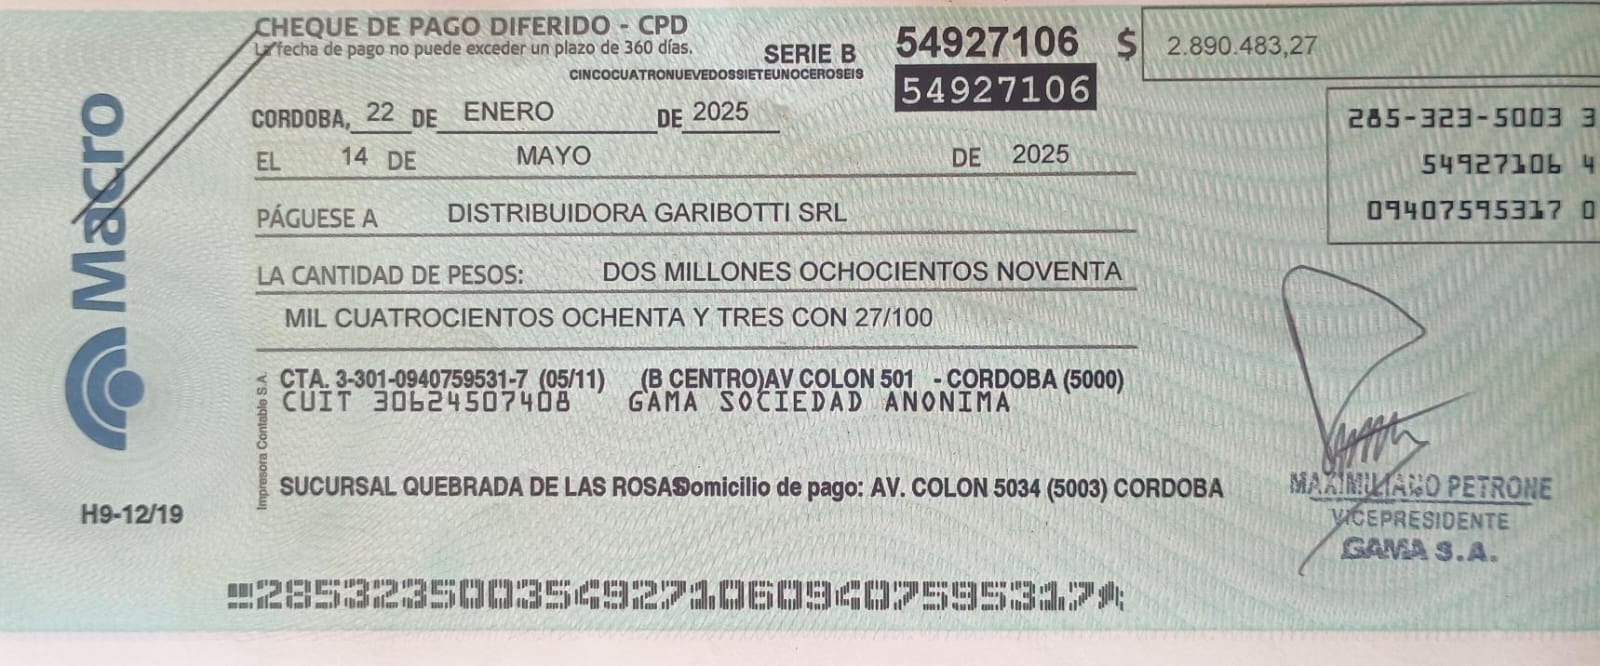 CHEQUE DE PAGO DIFERIDO - CPD
La fecha de pago no puede exceder un plazo de 360 días.
SERIE B
54927106
$ 2.890.483,27
CINCOCUATRONUEVEDOSSIETEUNOCEROSEIS
54927106
285-323-5003 3
54927106 4
09407595317 0
CORDOBA, 22 DE ENERO DE 2025
EL 14 DE MAYO DE 2025
PÁGUESE A DISTRIBUIDORA GARIBOTTI SRL
LA CANTIDAD DE PESOS: DOS MILLONES OCHOCIENTOS NOVENTA
MIL CUATROCIENTOS OCHENTA Y TRES CON 27/100
CTA. 3-301-0940759531-7 (05/11) (B CENTRO)AV COLON 501 - CORDOBA (5000)
CUIT 30624507408 GAMA SOCIEDAD ANONIMA
SUCURSAL QUEBRADA DE LAS ROSAS Domicilio de pago: AV. COLON 5034 (5003) CORDOBA
Impresora Contable S.A.
Macro
H9-12/19
MAXIMILIANO PETRONE
VICEPRESIDENTE
GAMA S.A.
28532350035492710609407595317